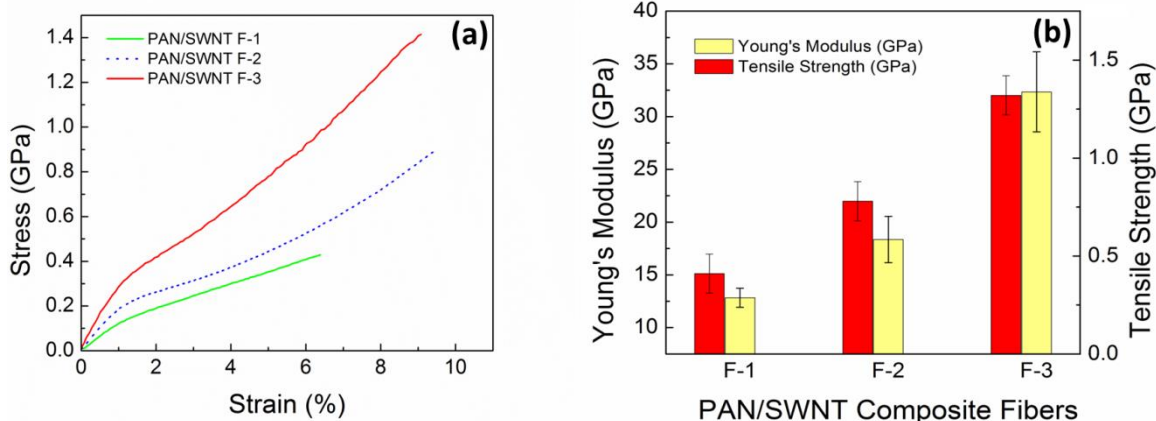 (a)
PAN/SWNT F-1
PAN/SWNT F-2
PAN/SWNT F-3
Stress (GPa)
1.4
1.2
1.0
0.8
0.6
0.4
0.2
0.0
0 2 4 6 8 10
Strain (%)
(b)
Young's Modulus (GPa)
Tensile Strength (GPa)
Young's Modulus (GPa)
40
35
30
25
20
15
10
Tensile Strength (GPa)
1.5
1.0
0.5
0.0
F-1 F-2 F-3
PAN/SWNT Composite Fibers